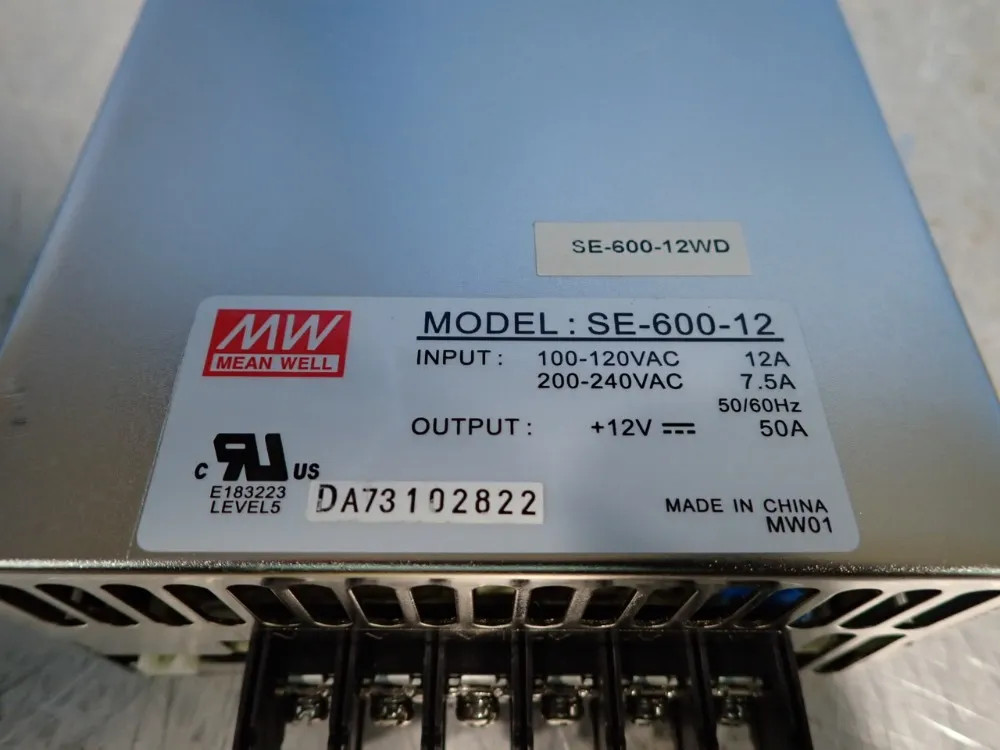 SE-600-12WD
MW
MEAN WELL
MODEL : SE-600-12
INPUT : 100-120VAC 12A
200-240VAC 7.5A
50/60Hz
OUTPUT : +12V ⎓ 50A
C RU US
E183223
LEVEL5
DA73102822
MADE IN CHINA
MW01